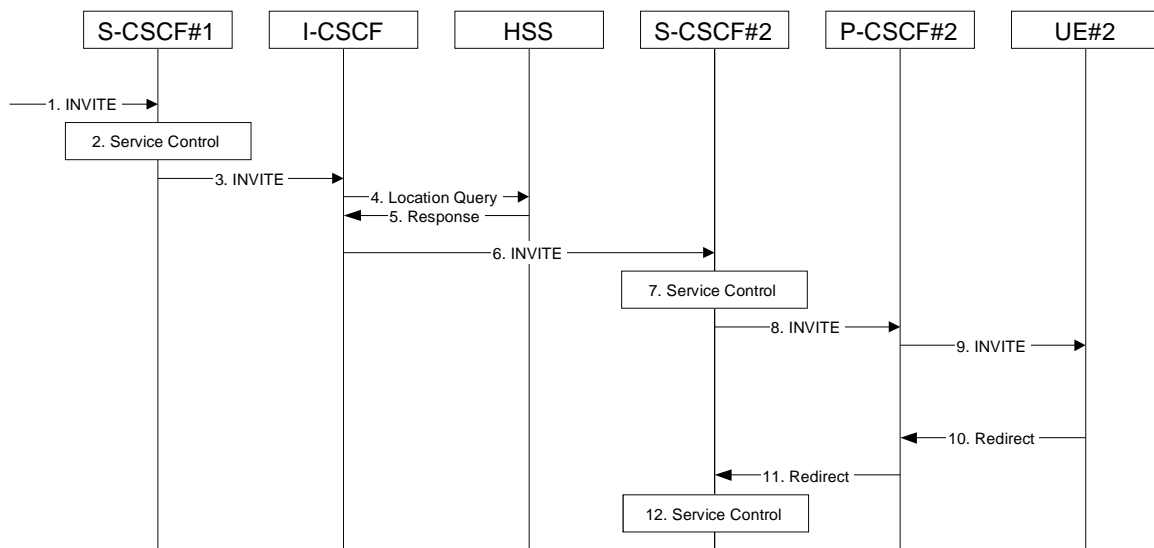 S-CSCF#1 I-CSCF HSS S-CSCF#2 P-CSCF#2 UE#2
1. INVITE
2. Service Control
3. INVITE
4. Location Query
5. Response
6. INVITE
7. Service Control
8. INVITE
9. INVITE
10. Redirect
11. Redirect
12. Service Control